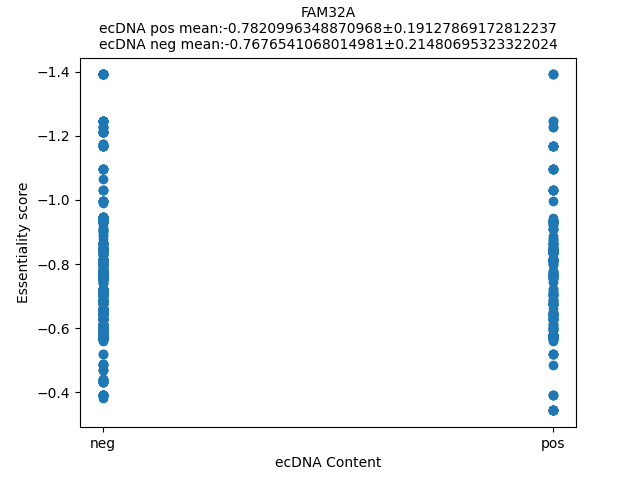 FAM32A
ecDNA pos mean:-0.7820996348870968±0.19127869172812237
ecDNA neg mean:-0.7676541068014981±0.21480695323322024
−1.4
−1.2
−1.0
−0.8
−0.6
−0.4
Essentiality score
neg
pos
ecDNA Content